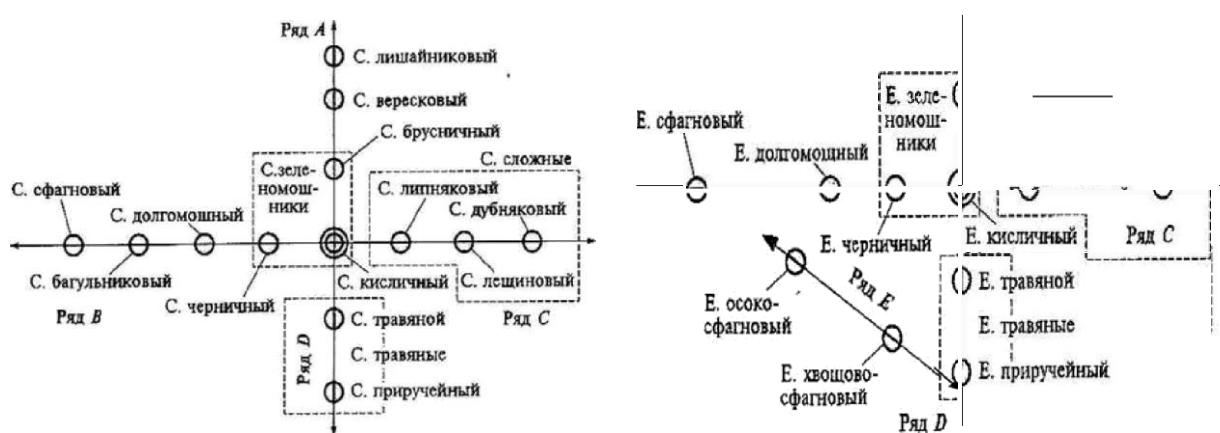 Ряд A
С. лишайниковый
С. вересковый
С. брусничный
С. сложные
С.зеле-
номош-
ники
С. липняковый
С. сфагновый
С. долгомошный
С. дубняковый
С. багульниковый
С. черничный
С. кисличный
С. лещиновый
Ряд B
Ряд C
Ряд D
С. травяной
С. травяные
С. приручейный
Е. зеле-
номош-
ники
Е. сфагновый
Е. долгомошный
Е. черничный
Е. кисличный
Ряд C
Ряд E
Е. осоко-
сфагновый
Е. травяной
Е. травяные
Е. хвощово-
сфагновый
Е. приручейный
Ряд D